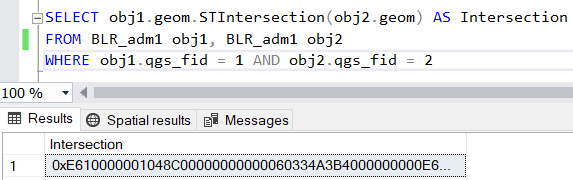 SELECT obj1.geom.STIntersection(obj2.geom) AS Intersection
FROM BLR_adm1 obj1, BLR_adm1 obj2
WHERE obj1.qgs_fid = 1 AND obj2.qgs_fid = 2
100 %
Results Spatial results Messages
Intersection
1 0xE610000001048C00000000000060334A3B4000000000E6...